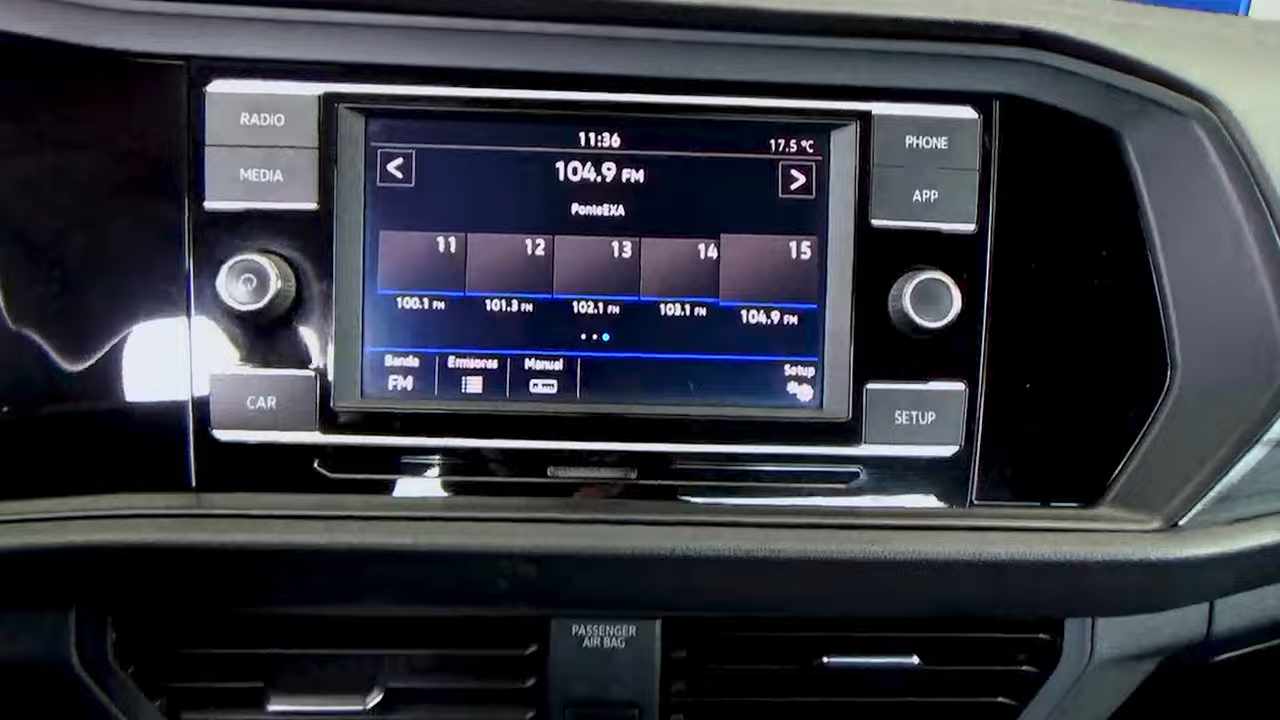 RADIO
MEDIA
CAR
11:36
17.5 °C
<
104.9 FM
>
PonteEXA
11 12 13 14 15
100.1 FM 101.3 FM 102.1 FM 103.1 FM 104.9 FM
Banda Emisoras Manual Setup
FM
PHONE
APP
SETUP
PASSENGER
AIR BAG